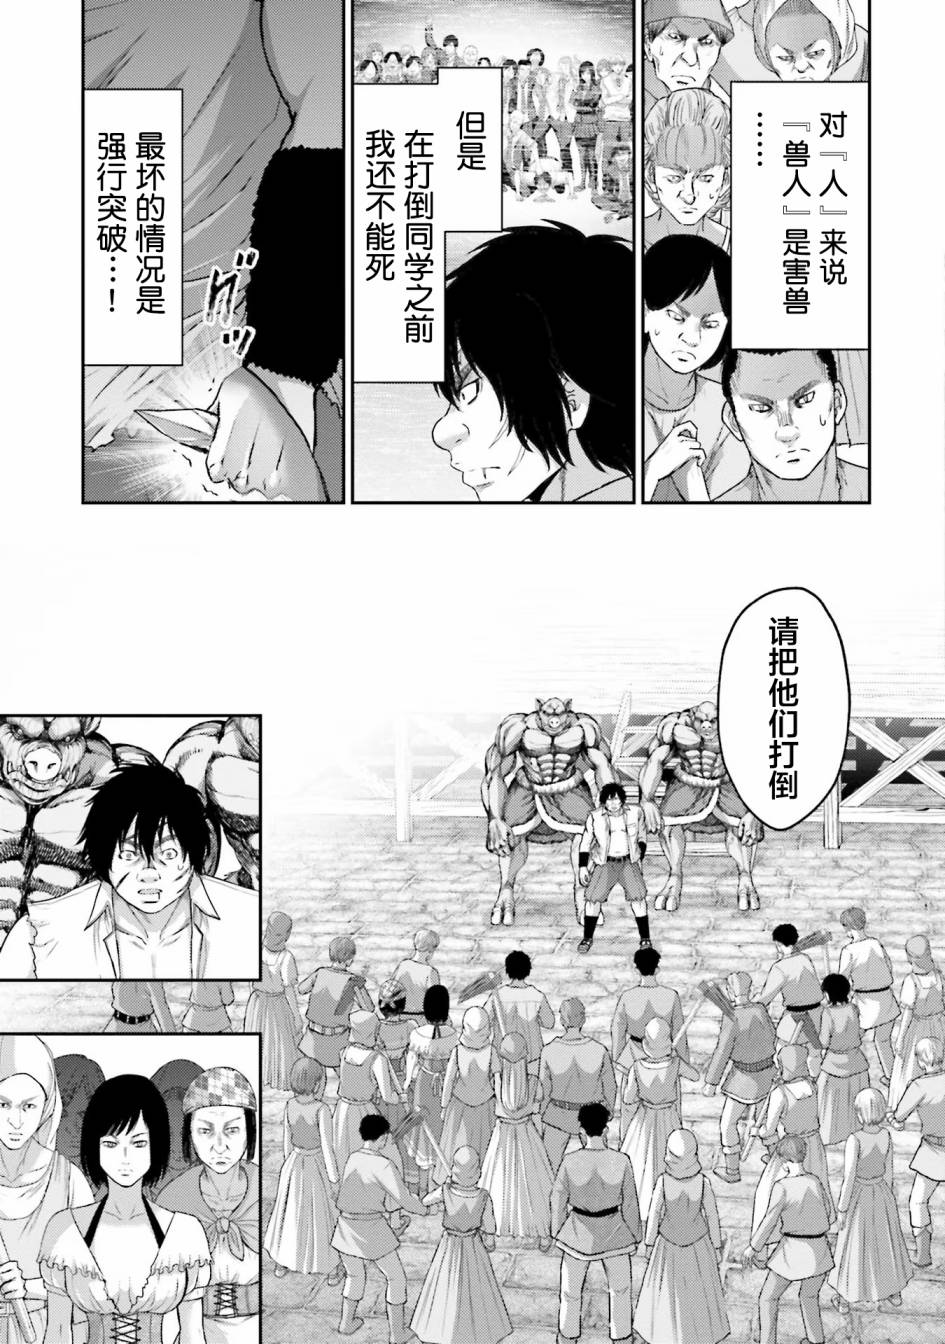 对『人』来说
『兽人』是害兽
……
但是
在打倒同学之前
我还不能死
最坏的情况是
强行突破…！
ドドッ
请把他们打倒